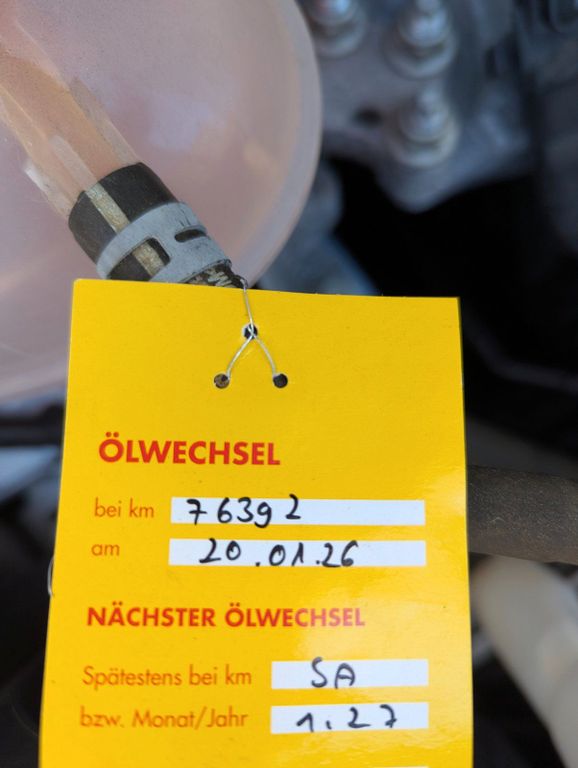 ÖLWECHSEL
bei km 76392
am 20.01.26
NÄCHSTER ÖLWECHSEL
Spätestens bei km SA
bzw. Monat/Jahr 1.27